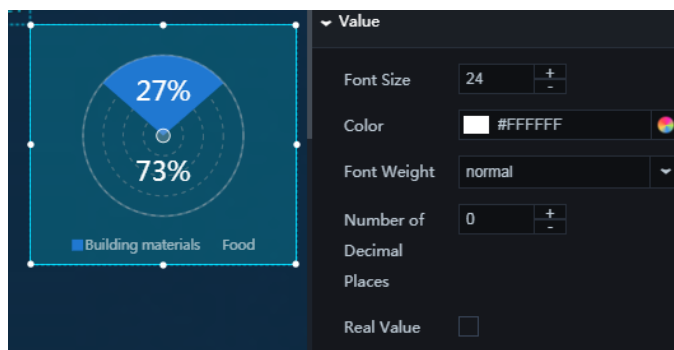 27%
73%
Building materials Food
Value
Font Size 24 + -
Color #FFFFFF
Font Weight normal
Number of Decimal Places 0 + -
Real Value